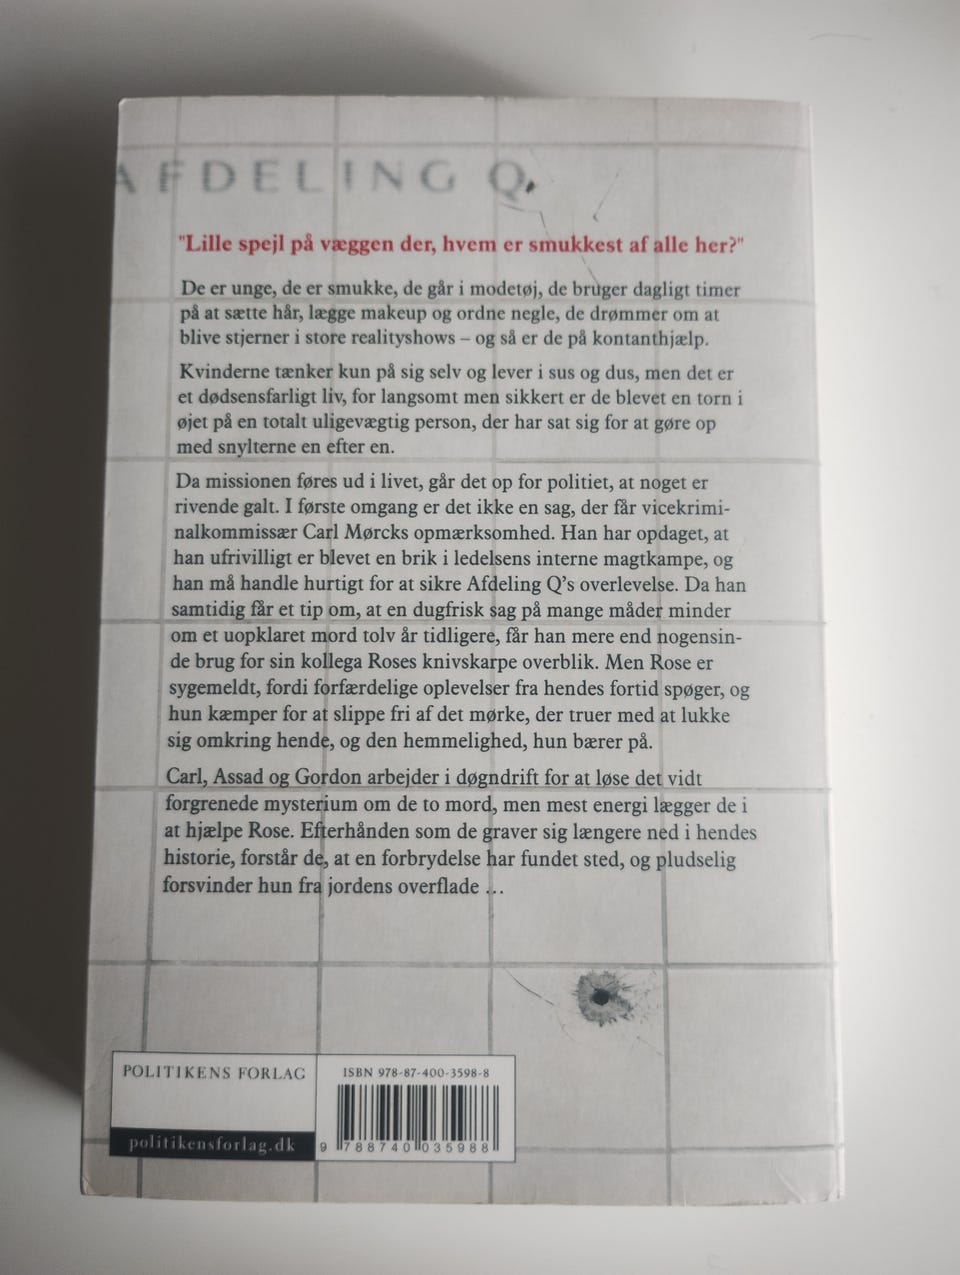 AFDELING Q
"Lille spejl på væggen der, hvem er smukkest af alle her?"
De er unge, de er smukke, de går i modetøj, de bruger dagligt timer
på at sætte hår, lægge makeup og ordne negle, de drømmer om at
blive stjerner i store realityshows – og så er de på kontanthjælp.
Kvinderne tænker kun på sig selv og lever i sus og dus, men det er
et dødsensfarligt liv, for langsomt men sikkert er de blevet en torn i
øjet på en totalt uligevægtig person, der har sat sig for at gøre op
med snylterne en efter en.
Da missionen føres ud i livet, går det op for politiet, at noget er
rivende galt. I første omgang er det ikke en sag, der får vicekrimi-
nalkommissær Carl Mørcks opmærksomhed. Han har opdaget, at
han ufrivilligt er blevet en brik i ledelsens interne magtkampe, og
han må handle hurtigt for at sikre Afdeling Q's overlevelse. Da han
samtidig får et tip om, at en dugfrisk sag på mange måder minder
om et uopklaret mord tolv år tidligere, får han mere end nogensin-
de brug for sin kollega Roses knivskarpe overblik. Men Rose er
sygemeldt, fordi forfærdelige oplevelser fra hendes fortid spøger, og
hun kæmper for at slippe fri af det mørke, der truer med at lukke
sig omkring hende, og den hemmelighed, hun bærer på.
Carl, Assad og Gordon arbejder i døgndrift for at løse det vidt
forgrenede mysterium om de to mord, men mest energi lægger de i
at hjælpe Rose. Efterhånden som de graver sig længere ned i hendes
historie, forstår de, at en forbrydelse har fundet sted, og pludselig
forsvinder hun fra jordens overflade ...
POLITIKENS FORLAG
politikensforlag.dk
ISBN 978-87-400-3598-8
9 788740 035988